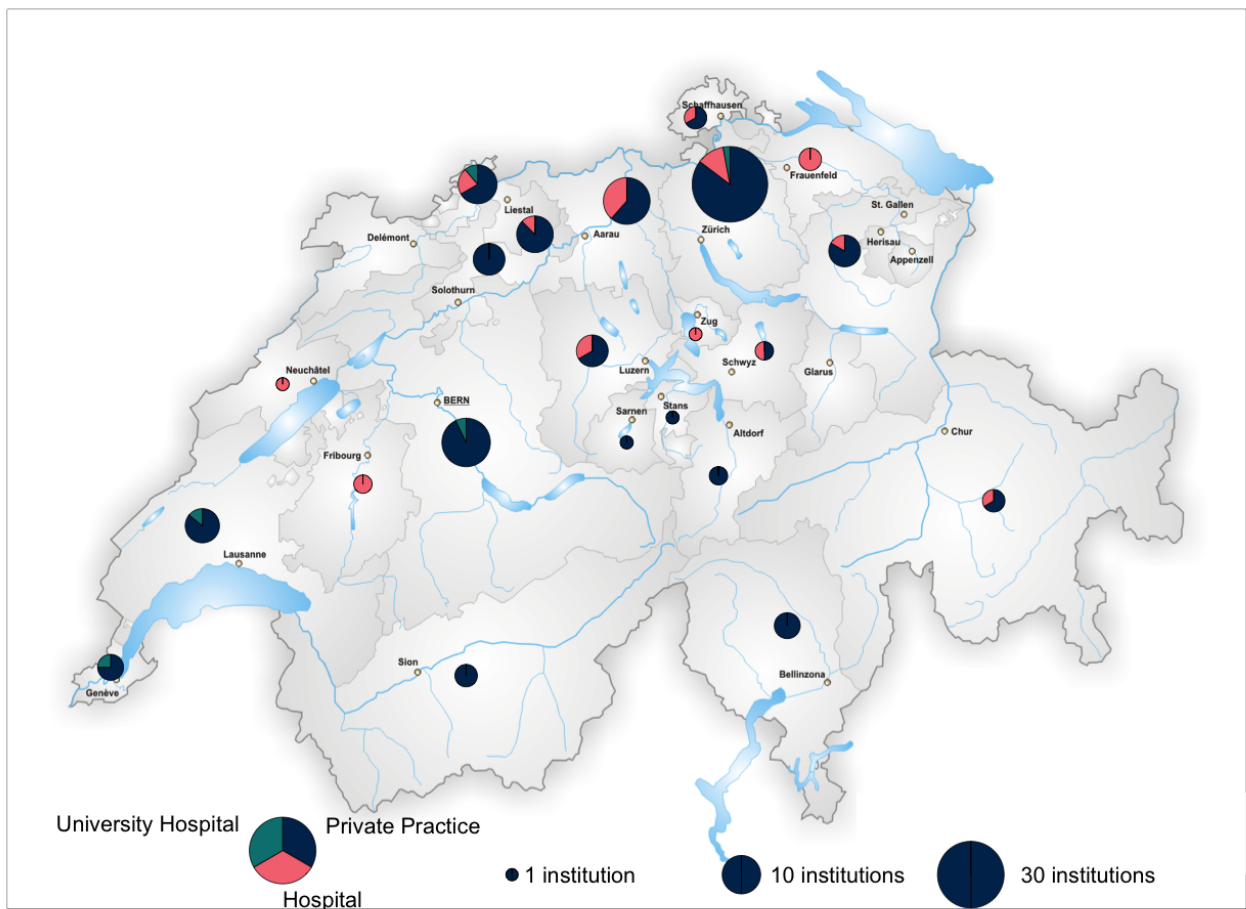 Schaffhausen
Frauenfeld
St. Gallen
Liestal
Herisau
Delémont
Aarau
Zürich
Appenzell
Solothurn
Zug
Neuchâtel
Luzern
Schwyz
Glarus
BERN
Stans
Sarnen
Altdorf
Chur
Fribourg
Lausanne
Sion
Bellinzona
Genève
University Hospital
Private Practice
Hospital
1 institution
10 institutions
30 institutions